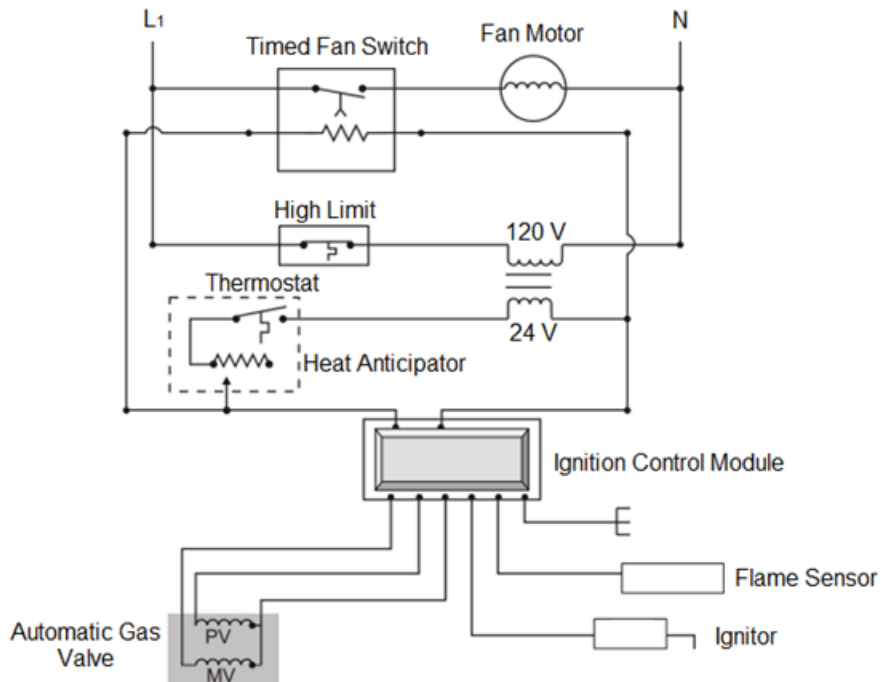 L1
N
Timed Fan Switch
Fan Motor
High Limit
120 V
Thermostat
24 V
Heat Anticipator
Ignition Control Module
Flame Sensor
Automatic Gas
Valve
PV
MV
Ignitor